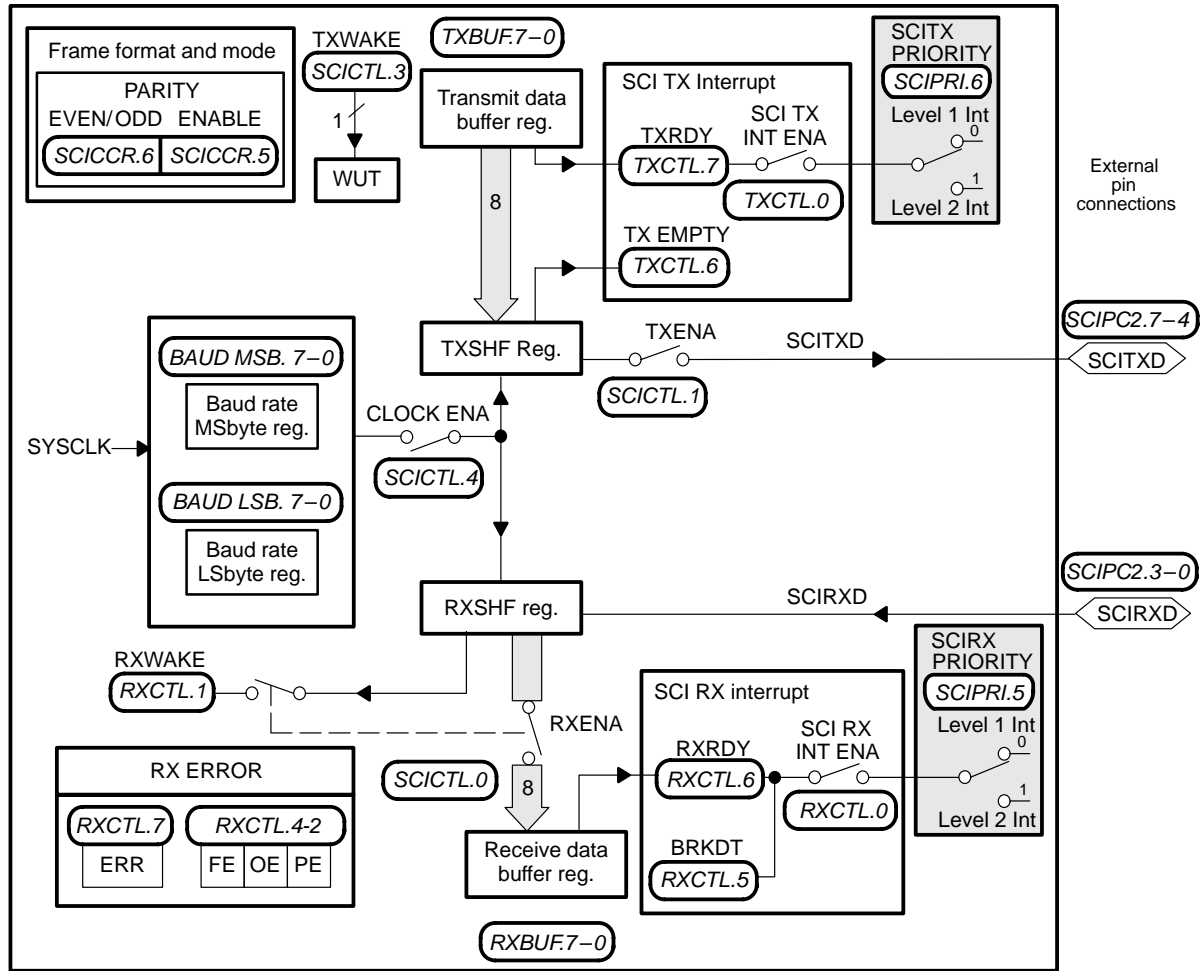 Frame format and mode
PARITY
EVEN/ODD ENABLE
SCICCR.6 SCICCR.5
TXWAKE
SCICTL.3
1
WUT
TXBUF.7–0
Transmit data
buffer reg.
8
SCI TX Interrupt
TXRDY
TXCTL.7
SCI TX
INT ENA
TXCTL.0
TX EMPTY
TXCTL.6
SCITX
PRIORITY
SCIPRI.6
Level 1 Int
0
1
Level 2 Int
External
pin
connections
TXSHF Reg.
TXENA
SCICTL.1
SCITXD
SCIPC2.7–4
SCITXD
SYSCLK
BAUD MSB. 7–0
Baud rate
MSbyte reg.
BAUD LSB. 7–0
Baud rate
LSbyte reg.
CLOCK ENA
SCICTL.4
RXSHF reg.
SCIRXD
SCIPC2.3–0
SCIRXD
RXWAKE
RXCTL.1
RXENA
SCICTL.0
8
RX ERROR
RXCTL.7 RXCTL.4-2
ERR FE OE PE
Receive data
buffer reg.
RXBUF.7–0
SCI RX interrupt
RXRDY
RXCTL.6
SCI RX
INT ENA
RXCTL.0
BRKDT
RXCTL.5
SCIRX
PRIORITY
SCIPRI.5
Level 1 Int
0
1
Level 2 Int